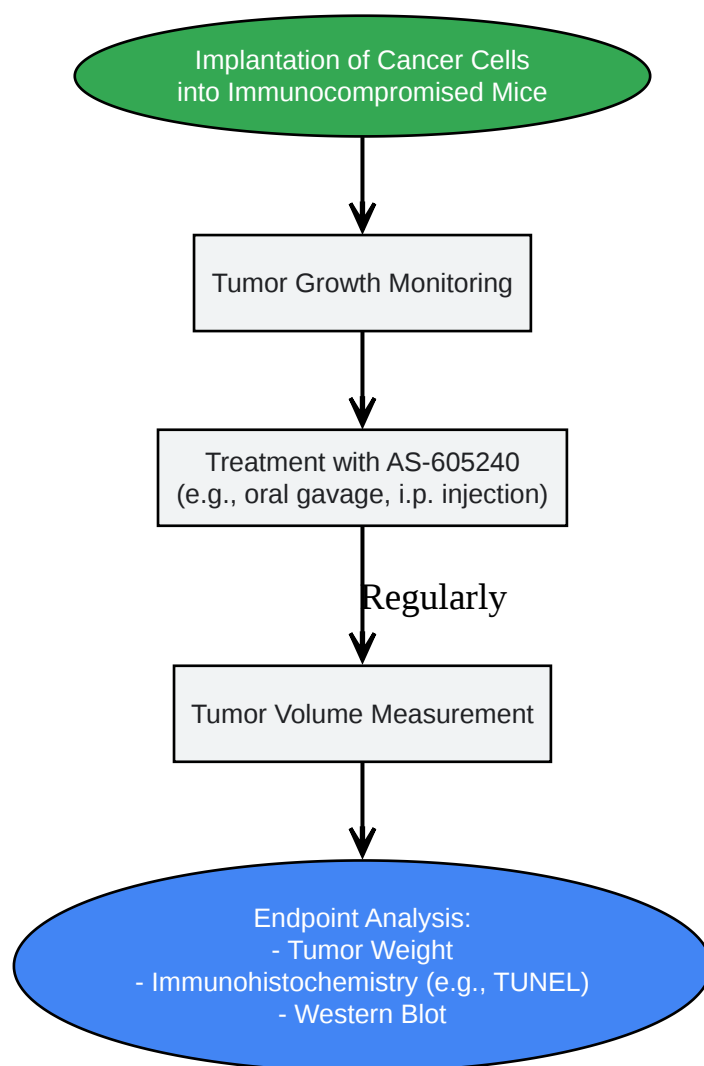 Implantation of Cancer Cells
into Immunocompromised Mice
Tumor Growth Monitoring
Treatment with AS-605240
(e.g., oral gavage, i.p. injection)
Regularly
Tumor Volume Measurement
Endpoint Analysis:
- Tumor Weight
- Immunohistochemistry (e.g., TUNEL)
- Western Blot